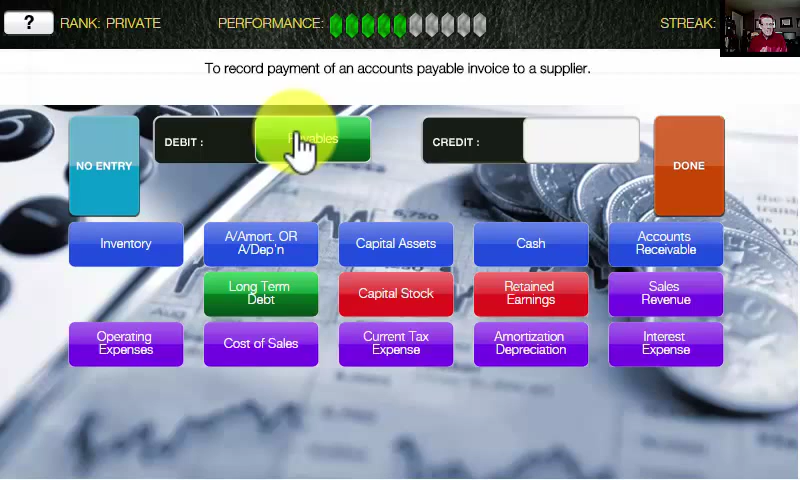 ?
RANK: PRIVATE
PERFORMANCE:
STREAK:
To record payment of an accounts payable invoice to a supplier.
NO ENTRY
DEBIT :
Payables
CREDIT :
DONE
Inventory
A/Amort. OR
A/Dep'n
Capital Assets
Cash
Accounts
Receivable
Long Term
Debt
Capital Stock
Retained
Earnings
Sales
Revenue
Operating
Expenses
Cost of Sales
Current Tax
Expense
Amortization
Depreciation
Interest
Expense